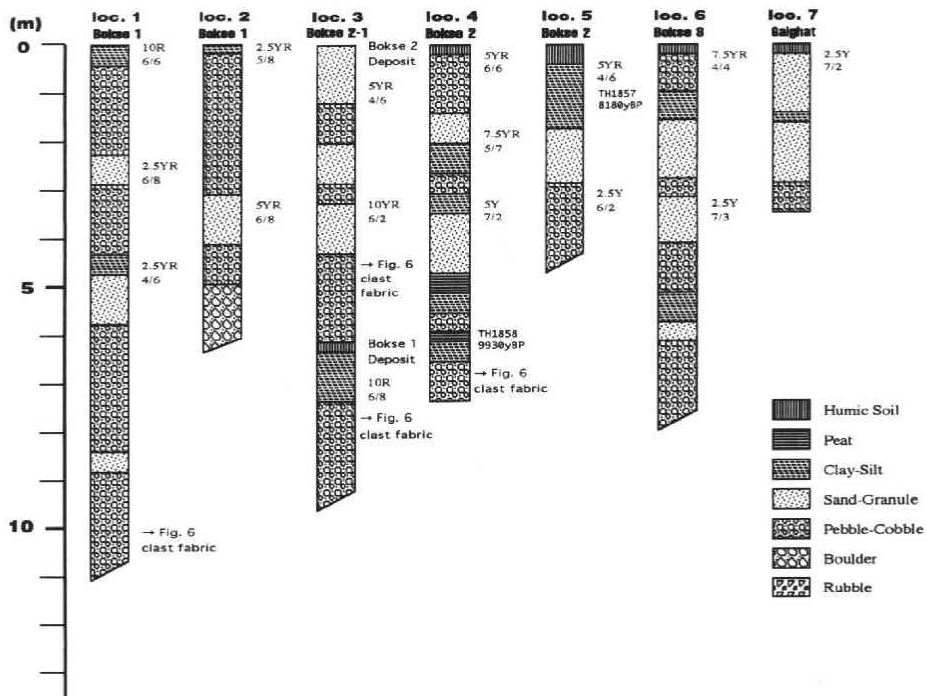 (m)
0
5
10
loc. 1
Bokse 1
10R
6/6
2.5YR
6/8
2.5YR
4/6
→ Fig. 6
clast fabric
loc. 2
Bokse 1
2.5YR
5/8
5YR
6/8
loc. 3
Bokse 2-1
Bokse 2
Deposit
5YR
4/6
10YR
6/2
→ Fig. 6
clast
fabric
Bokse 1
Deposit
10R
6/8
→ Fig. 6
clast fabric
loc. 4
Bokse 2
5YR
6/6
7.5YR
5/7
5Y
7/2
TH1858
9930yBP
→ Fig. 6
clast fabric
loc. 5
Bokse 2
5YR
4/6
TH1857
8180yBP
2.5Y
6/2
loc. 6
Bokse 8
7.5YR
4/4
2.5Y
7/3
loc. 7
Gaighat
2.5Y
7/2
Humic Soil
Peat
Clay-Silt
Sand-Granule
Pebble-Cobble
Boulder
Rubble